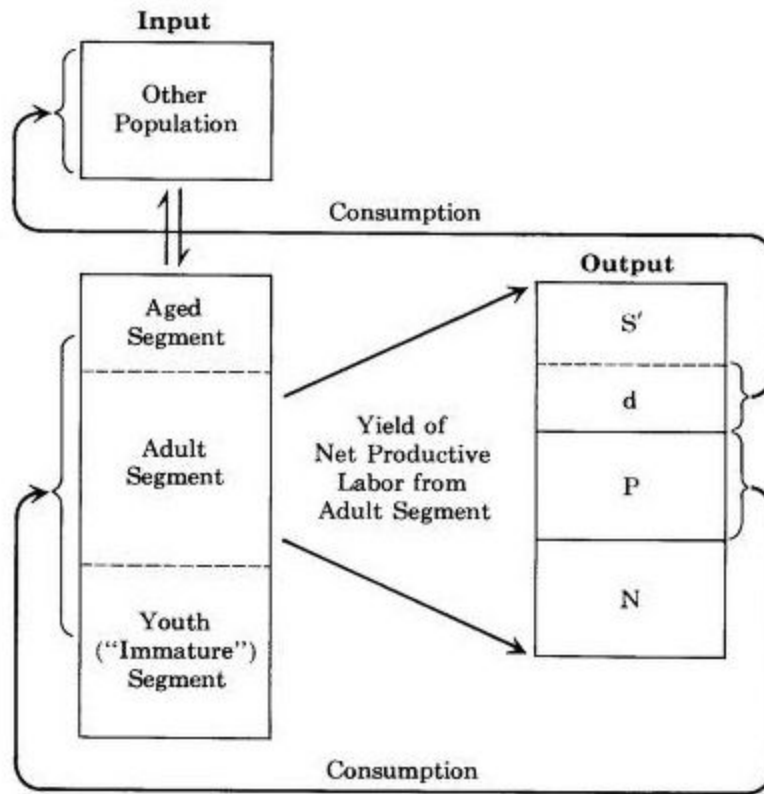 Input
Other
Population
Consumption
Output
Aged
Segment
S′
d
Adult
Segment
Yield of
Net Productive
Labor from
Adult Segment
P
N
Youth
("Immature")
Segment
Consumption